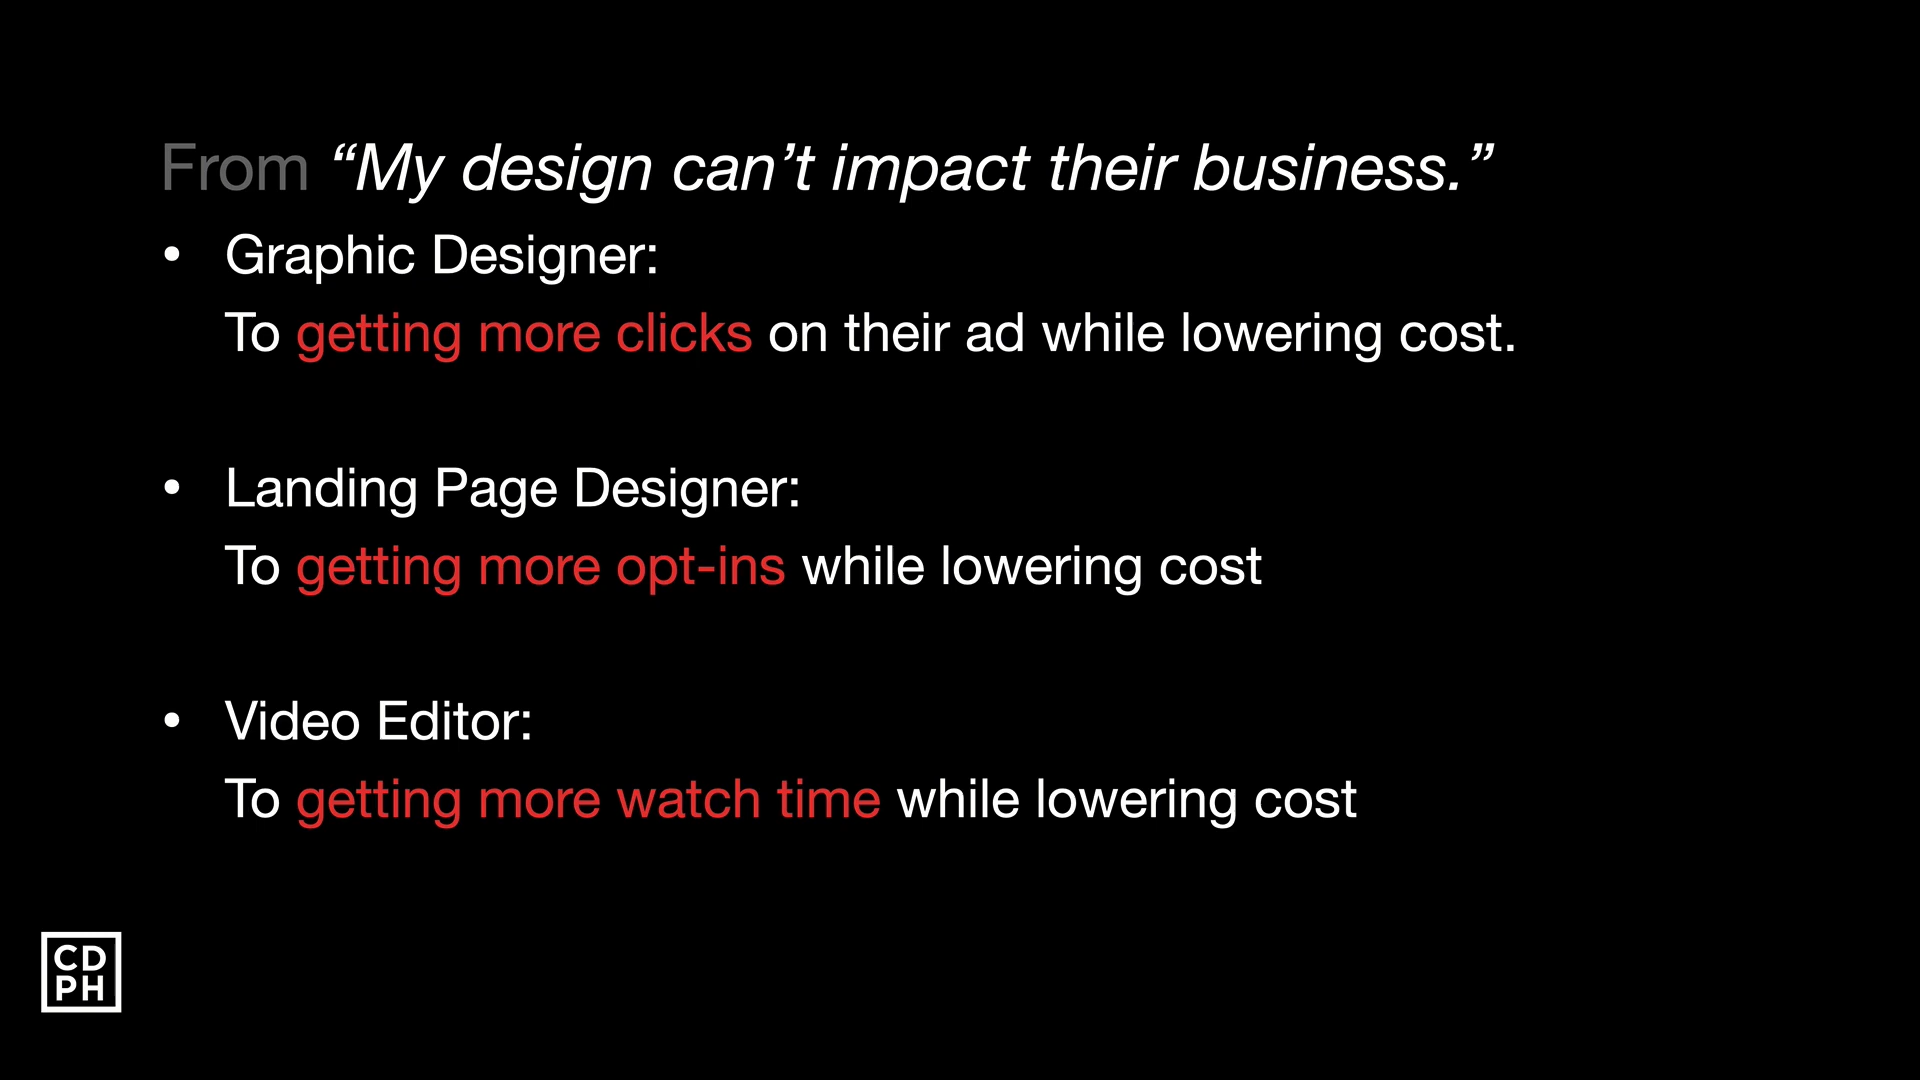 From “My design can’t impact their business.”
• Graphic Designer:
To getting more clicks on their ad while lowering cost.
• Landing Page Designer:
To getting more opt-ins while lowering cost
• Video Editor:
To getting more watch time while lowering cost
CD
PH